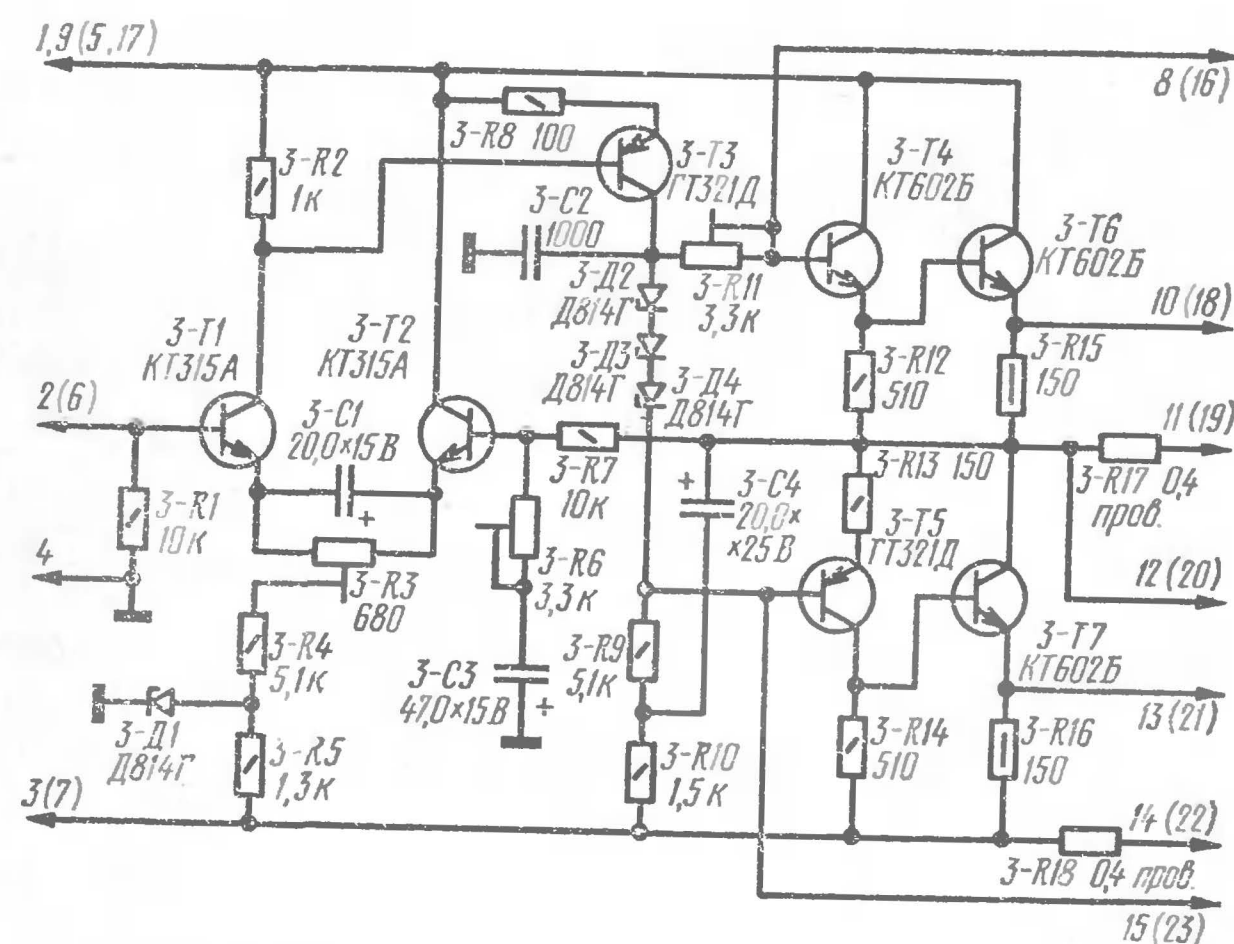 1,9 (5,17)
8 (16)
3-R8 100
3-R2
1к
3-T3
ГТ321Д
3-T4
КТ602Б
3-C2
1000
3-T6
КТ602Б
3-Д2
Д814Г
3-R11
3,3к
10 (18)
3-T1
КТ315А
3-T2
КТ315А
3-Д3
Д814Г
3-Д4
Д814Г
3-R12
510
3-R15
150
2(6)
3-C1
20,0×15В
+
11 (19)
3-R7
10к
3-R13 150
3-R17 0,4
пров.
3-R1
10к
+
3-C4
20,0×
×25В
3-T5
ГТ321Д
4
3-R3
680
3-R6
3,3к
12 (20)
3-R4
5,1к
3-C3
47,0×15В
+
3-R9
5,1к
3-T7
КТ602Б
13 (21)
3-Д1
Д814Г
3-R5
1,3к
3-R10
1,5к
3-R14
510
3-R16
150
3(7)
14 (22)
3-R18 0,4 пров.
15 (23)